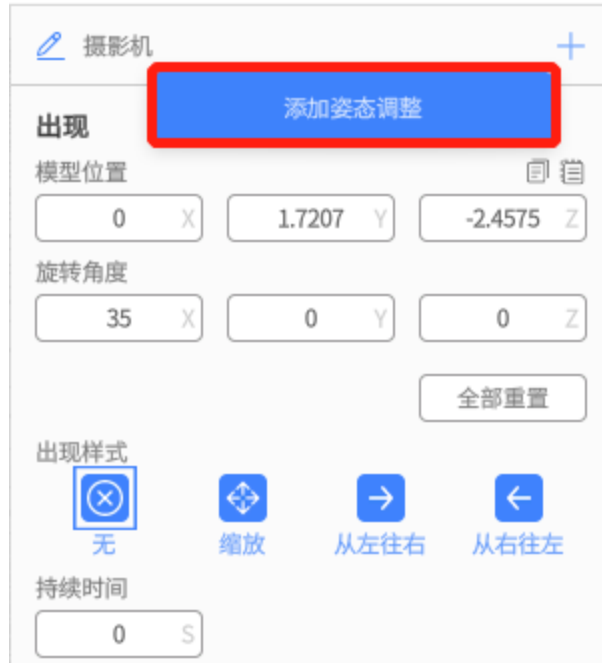 摄影机
添加姿态调整
出现
模型位置
0 X 1.7207 Y -2.4575 Z
旋转角度
35 X 0 Y 0 Z
全部重置
出现样式
无 缩放 从左往右 从右往左
持续时间
0 S